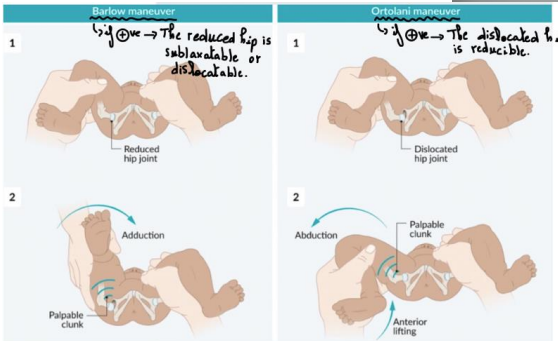 Barlow maneuver
↳ if ⊕ve → The reduced hip is
sublaxatable or
dislocatable.
1
Reduced
hip joint
2
Adduction
Palpable
clunk
Ortolani maneuver
↳ if ⊕ve → The dislocated
is reducible.
1
Dislocated
hip joint
2
Abduction
Palpable
clunk
Anterior
lifting